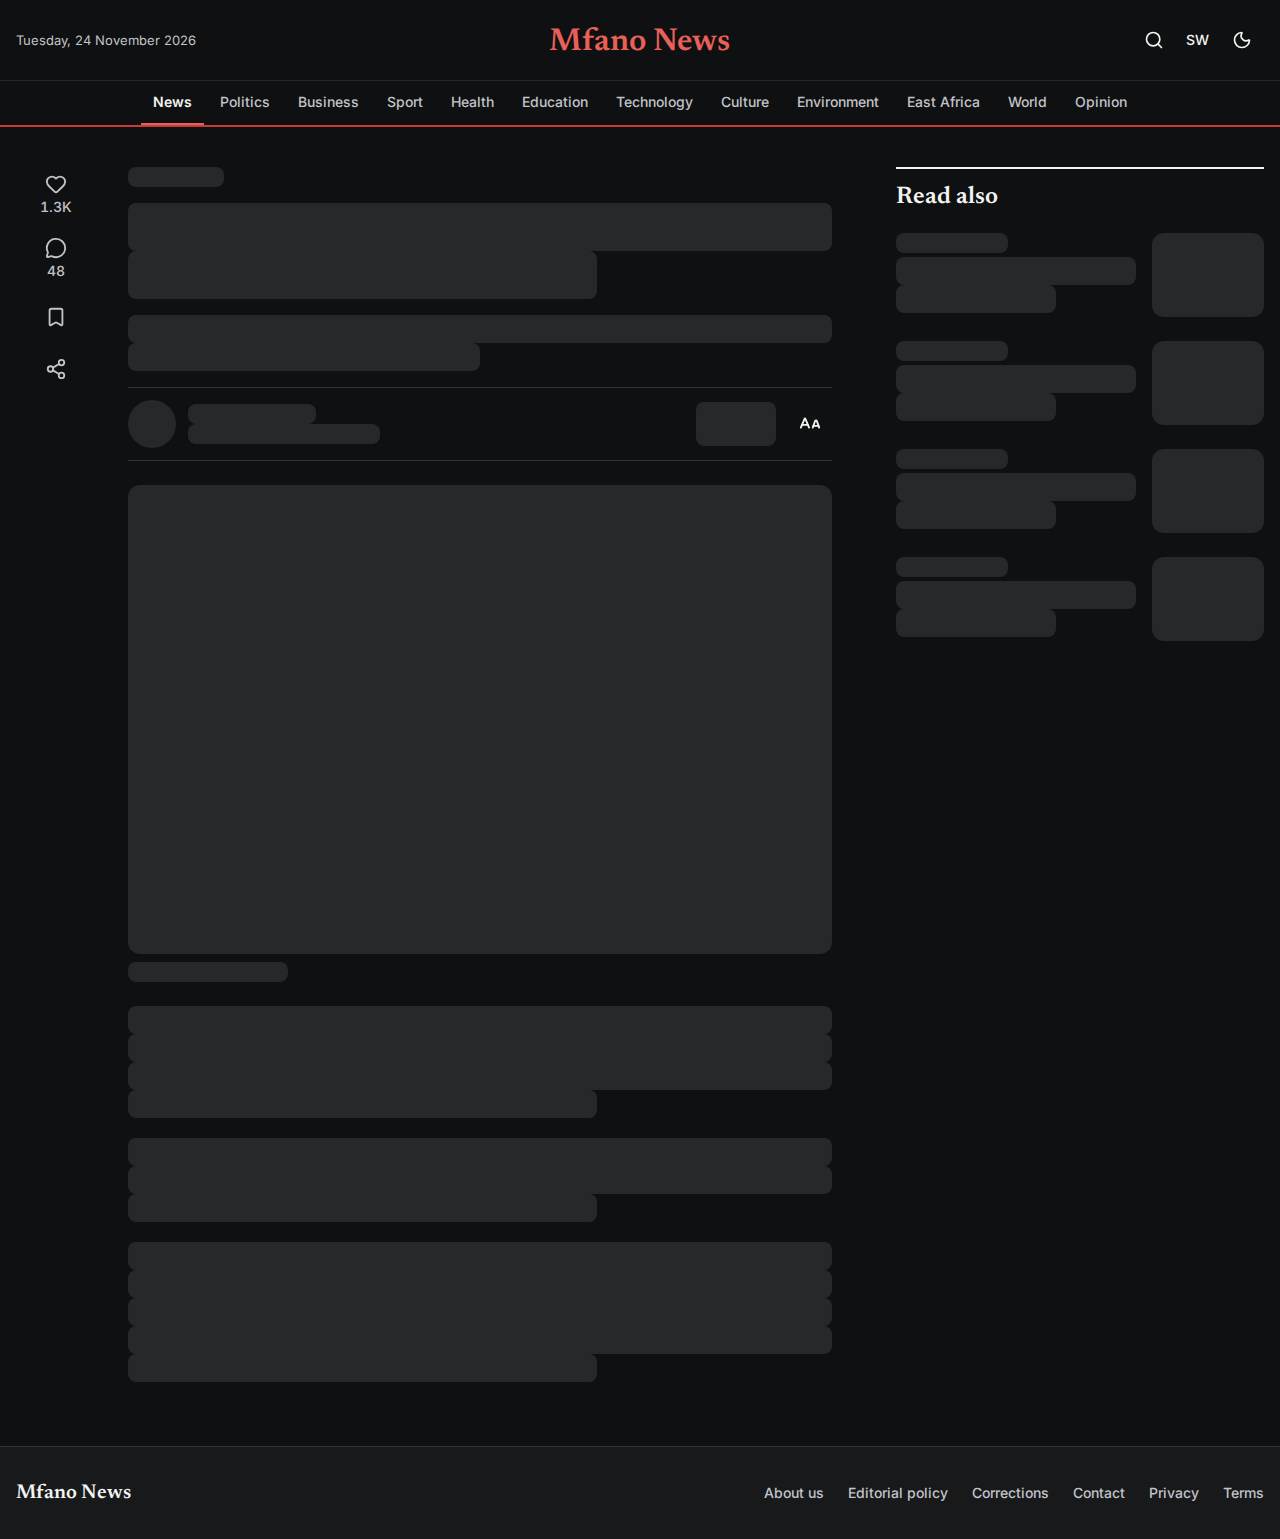 Tuesday, 24 November 2026
Mfano News
SW
News Politics Business Sport Health Education Technology Culture Environment East Africa World Opinion
1.3K
48
AA
Read also
Mfano News
About us Editorial policy Corrections Contact Privacy Terms